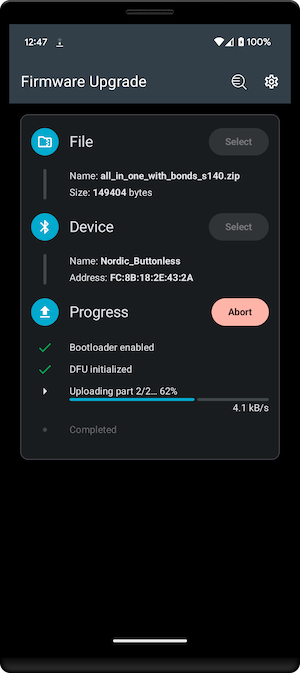 12:47 100%
Firmware Upgrade
File Select
Name: all_in_one_with_bonds_s140.zip
Size: 149404 bytes
Device Select
Name: Nordic_Buttonless
Address: FC:8B:18:2E:43:2A
Progress Abort
Bootloader enabled
DFU initialized
Uploading part 2/2... 62%
4.1 kB/s
Completed